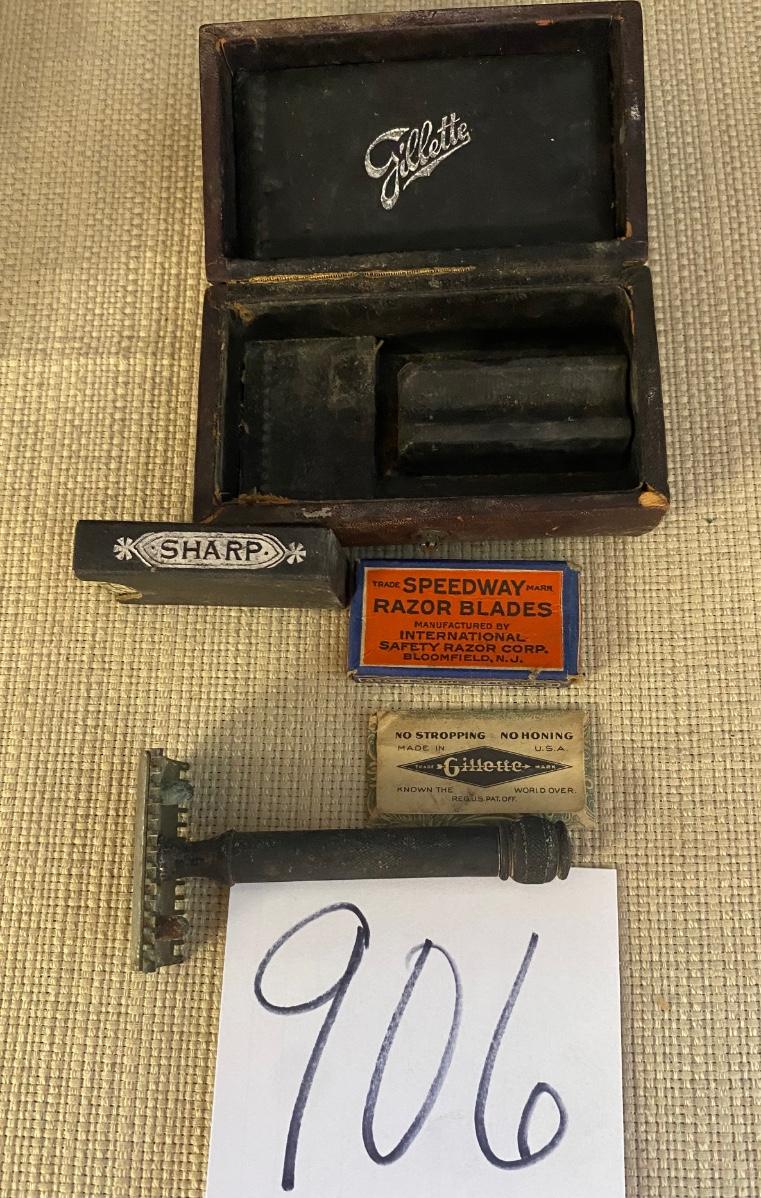 Gillette
·SHARP·
TRADE SPEEDWAY MARK
RAZOR BLADES
MANUFACTURED BY
INTERNATIONAL
SAFETY RAZOR CORP.
BLOOMFIELD, N.J.
NO STROPPING NO HONING
MADE IN U.S.A.
TRADE Gillette MARK
KNOWN THE WORLD OVER.
REG. U.S. PAT. OFF.
906